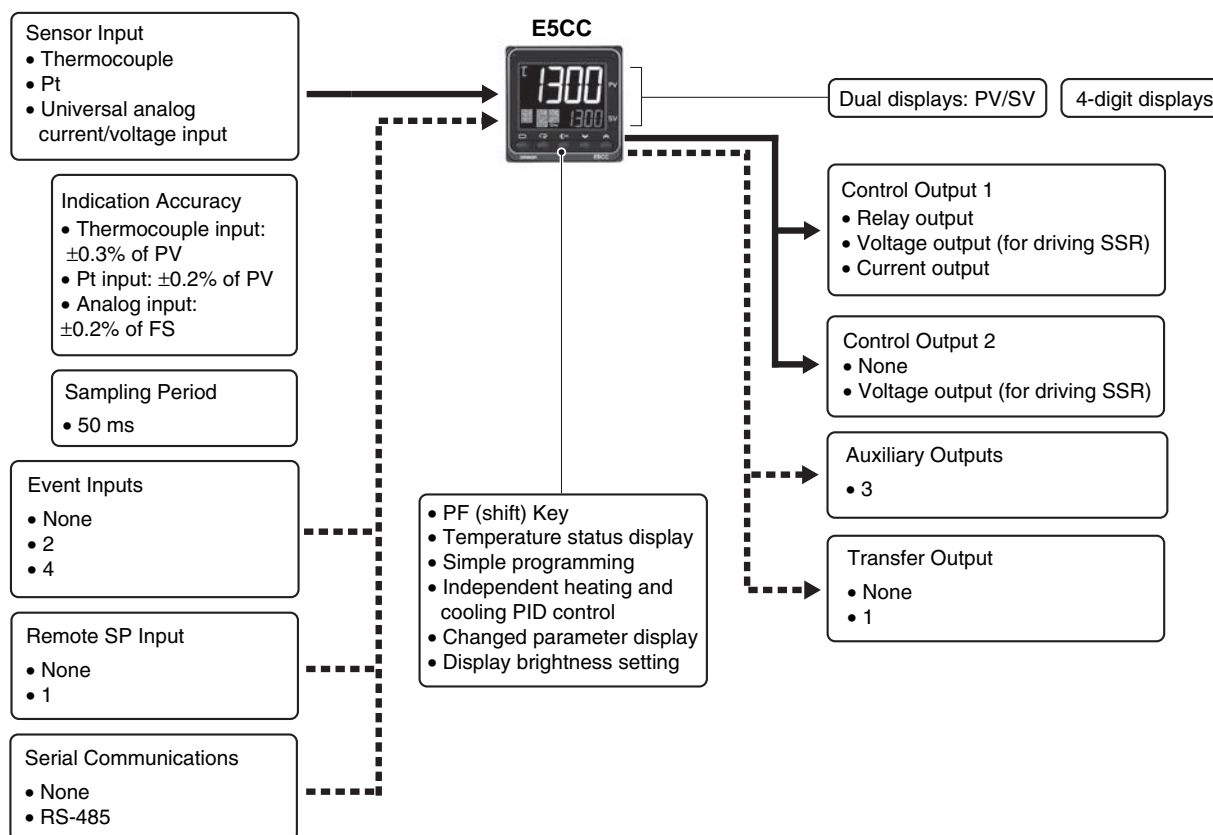 Sensor Input
• Thermocouple
• Pt
• Universal analog
current/voltage input
Indication Accuracy
• Thermocouple input:
±0.3% of PV
• Pt input: ±0.2% of PV
• Analog input:
±0.2% of FS
Sampling Period
• 50 ms
Event Inputs
• None
• 2
• 4
Remote SP Input
• None
• 1
Serial Communications
• None
• RS-485
E5CC
1300
PV
1300
SV
OMRON
E5CC
• PF (shift) Key
• Temperature status display
• Simple programming
• Independent heating and
cooling PID control
• Changed parameter display
• Display brightness setting
Dual displays: PV/SV
4-digit displays
Control Output 1
• Relay output
• Voltage output (for driving SSR)
• Current output
Control Output 2
• None
• Voltage output (for driving SSR)
Auxiliary Outputs
• 3
Transfer Output
• None
• 1